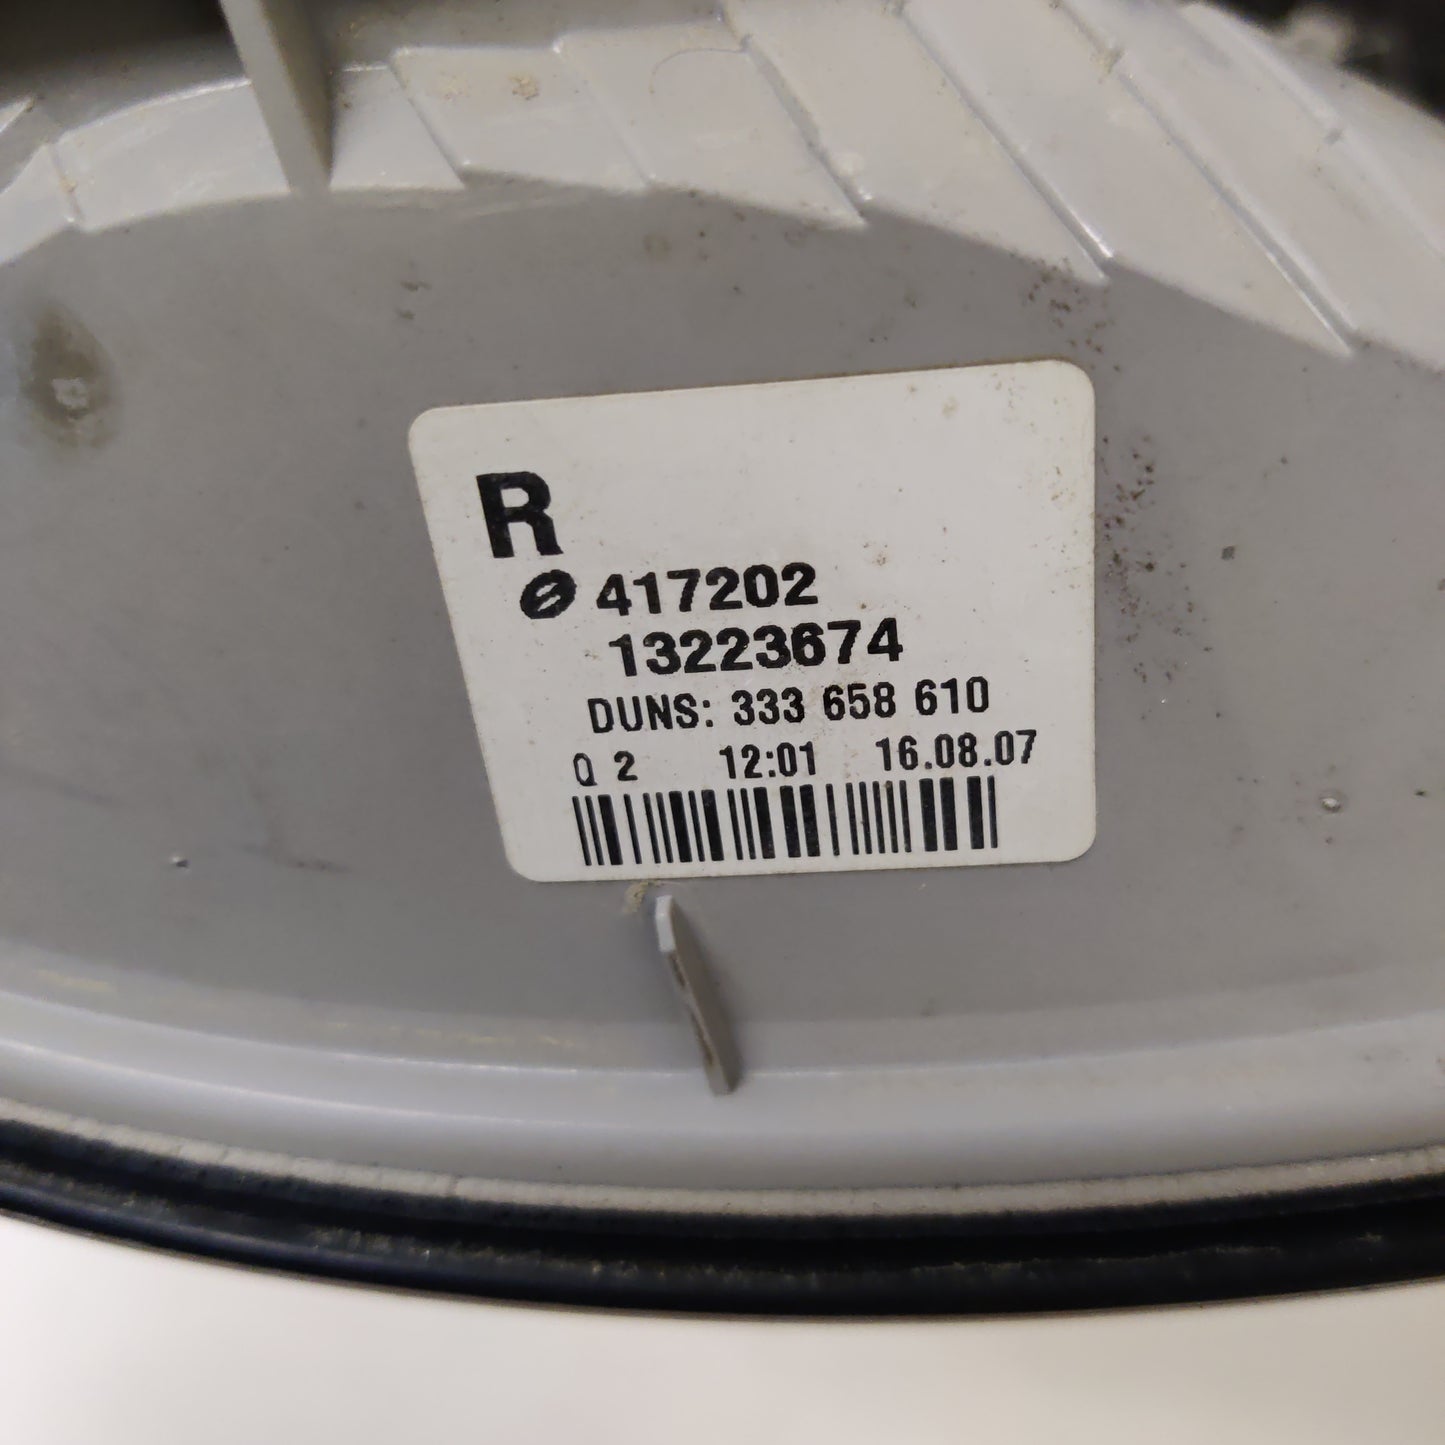 R
417202
13223674
DUNS: 333 658 610
Q 2 12:01 16.08.07